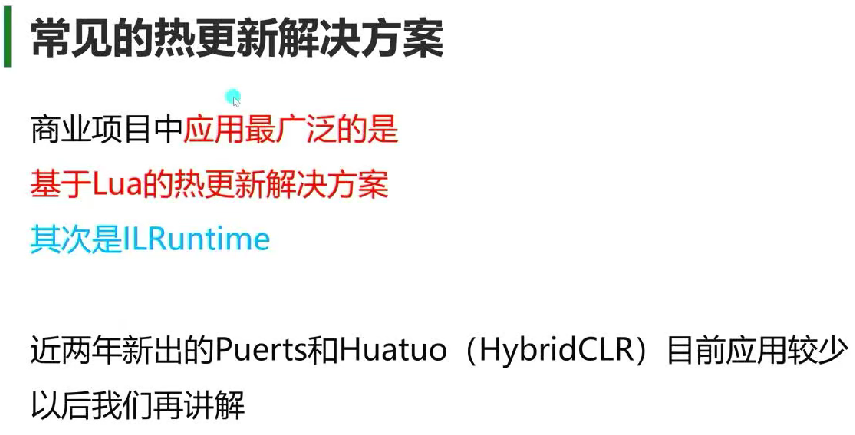 常见的热更新解决方案
商业项目中应用最广泛的是
基于Lua的热更新解决方案
其次是ILRuntime
近两年新出的Puerts和Huatuo（HybridCLR）目前应用较少
以后我们再讲解